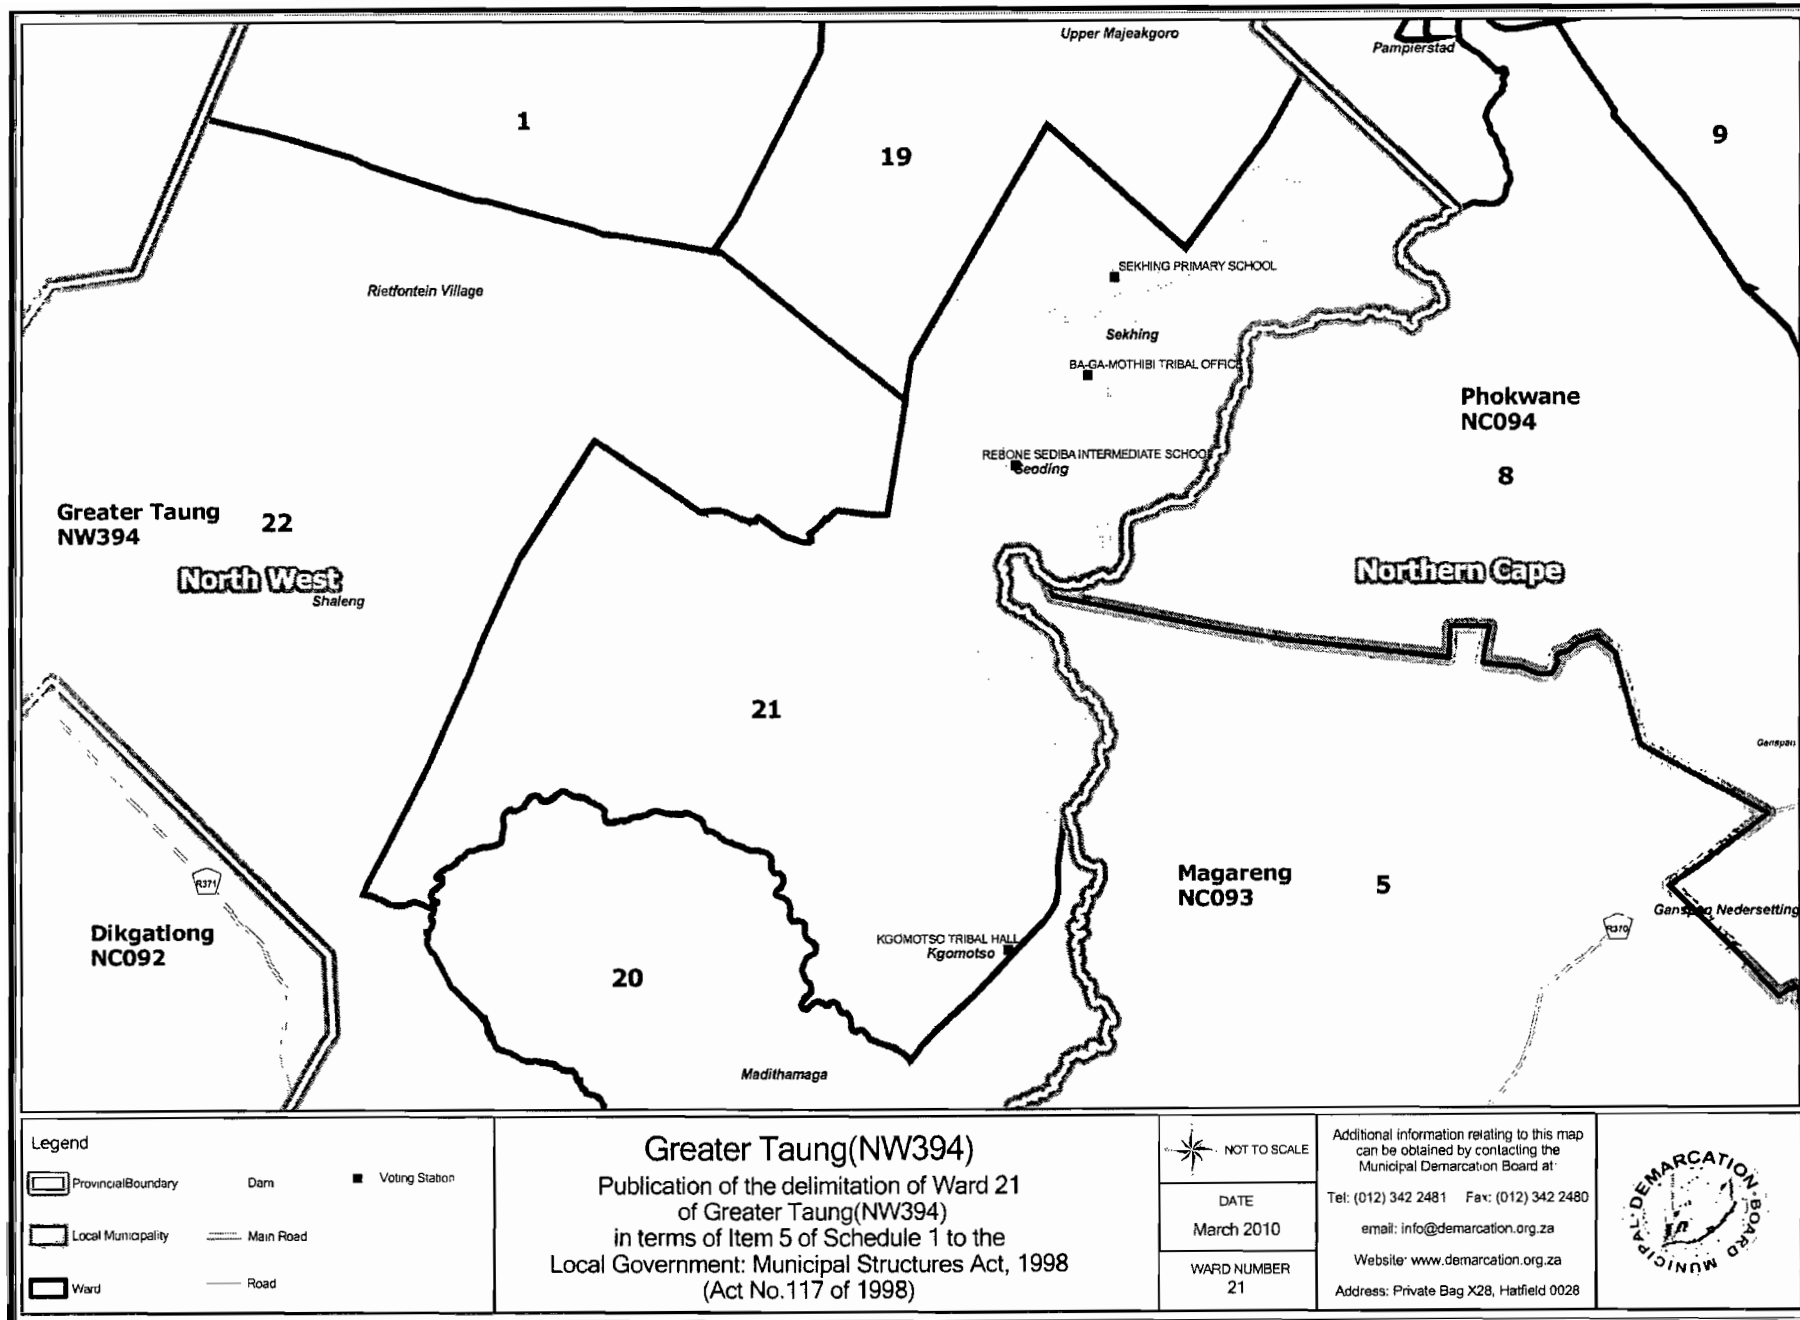 Upper Majeakgoro
Pampierstad
1
19
9
SEKHING PRIMARY SCHOOL
Rietfontein Village
Sekhing
BA-GA-MOTHIBI TRIBAL OFFICE
Phokwane
NC094
REBONE SEDIBA INTERMEDIATE SCHOOL
Seoding
8
Greater Taung
NW394
22
North West
Northern Cape
Shaleng
21
Ganspan
R371
Magareng
NC093
5
Ganspan Nedersetting
R370
Dikgatlong
NC092
KGOMOTSO TRIBAL HALL
Kgomotso
20
Madithamaga
Legend
ProvincialBoundary
Dam
Voting Station
Local Municipality
Main Road
Ward
Road
Greater Taung(NW394)
Publication of the delimitation of Ward 21
of Greater Taung(NW394)
in terms of Item 5 of Schedule 1 to the
Local Government: Municipal Structures Act, 1998
(Act No.117 of 1998)
NOT TO SCALE
DATE
March 2010
WARD NUMBER
21
Additional information relating to this map
can be obtained by contacting the
Municipal Demarcation Board at:
Tel: (012) 342 2481 Fax: (012) 342 2480
email: info@demarcation.org.za
Website: www.demarcation.org.za
Address: Private Bag X28, Hatfield 0028
MUNICIPAL DEMARCATION BOARD